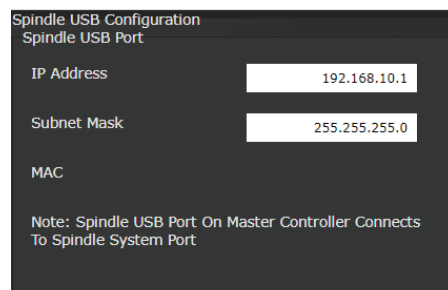 Spindle USB Configuration
Spindle USB Port
IP Address
192.168.10.1
Subnet Mask
255.255.255.0
MAC
Note: Spindle USB Port On Master Controller Connects
To Spindle System Port